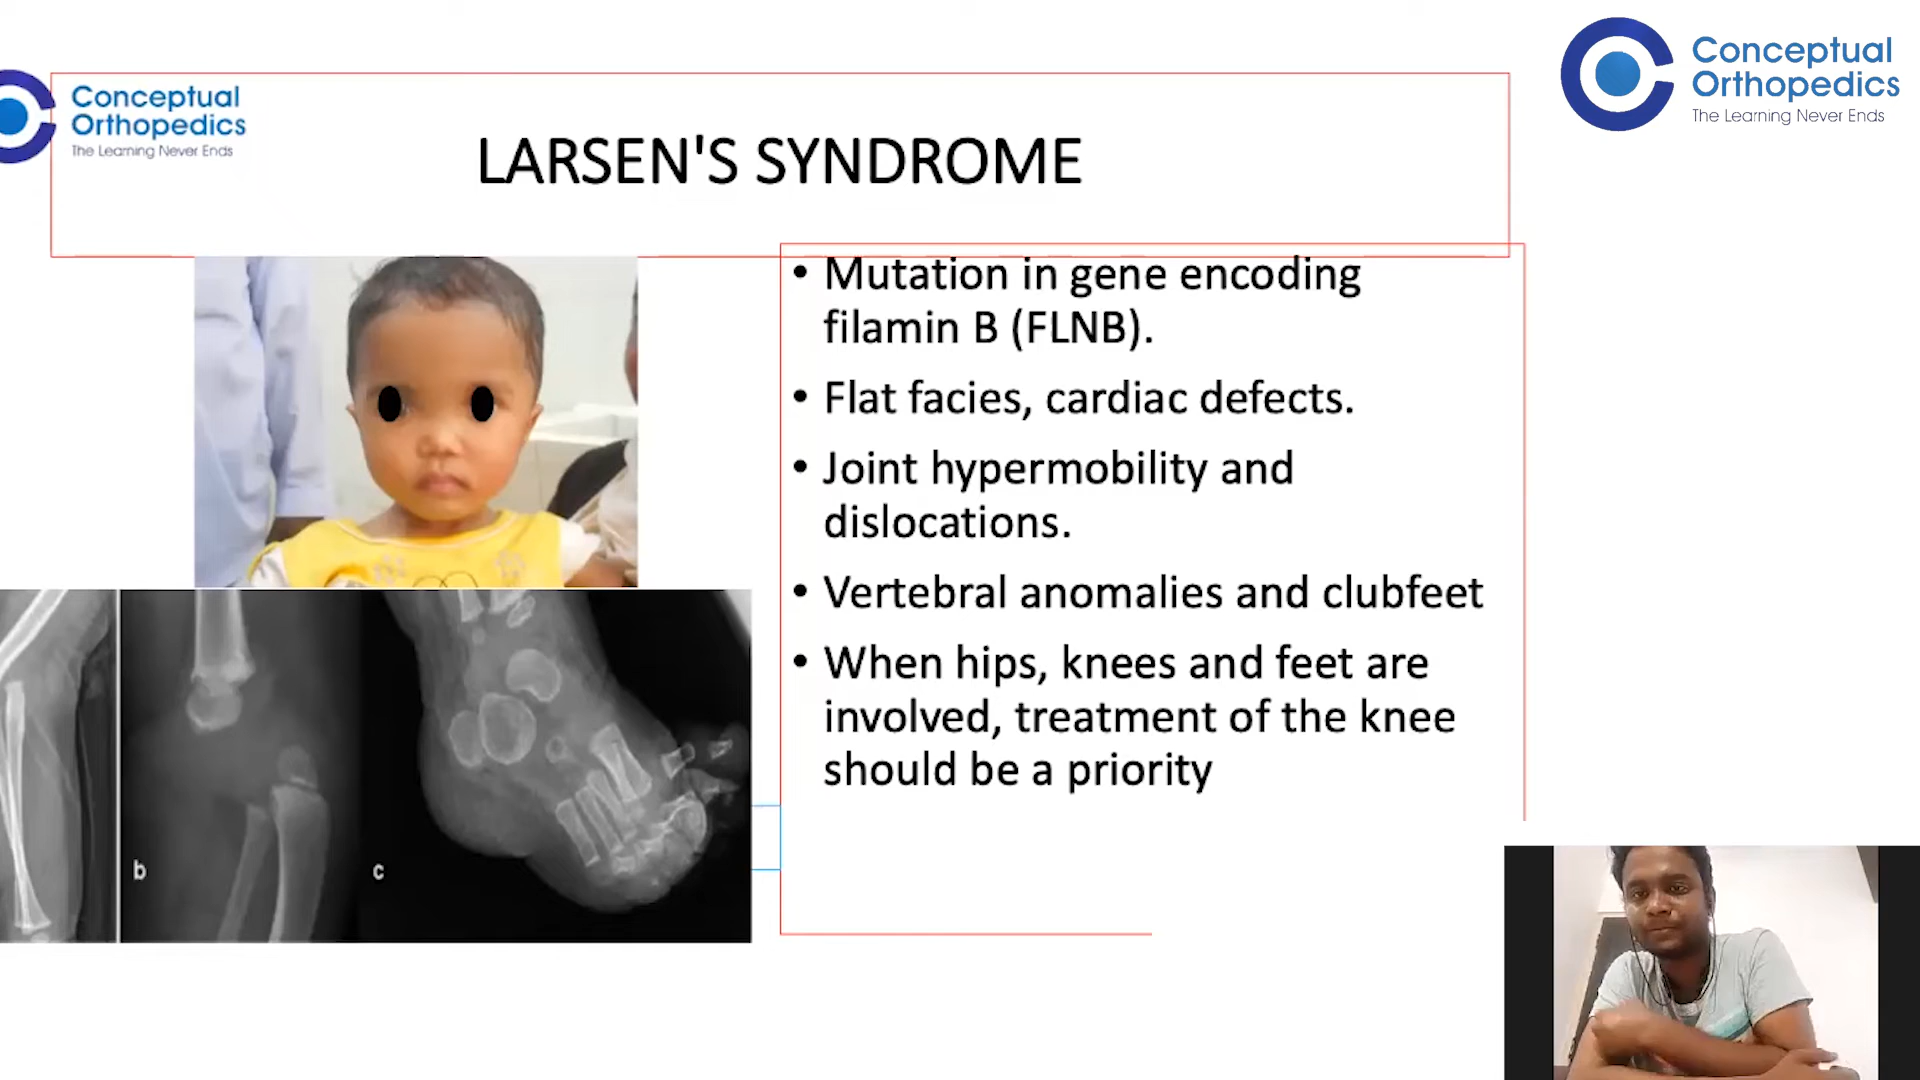 Conceptual
Orthopedics
The Learning Never Ends
Conceptual
Orthopedics
The Learning Never Ends
LARSEN'S SYNDROME
• Mutation in gene encoding
filamin B (FLNB).
• Flat facies, cardiac defects.
• Joint hypermobility and
dislocations.
• Vertebral anomalies and clubfeet
• When hips, knees and feet are
involved, treatment of the knee
should be a priority
b
c